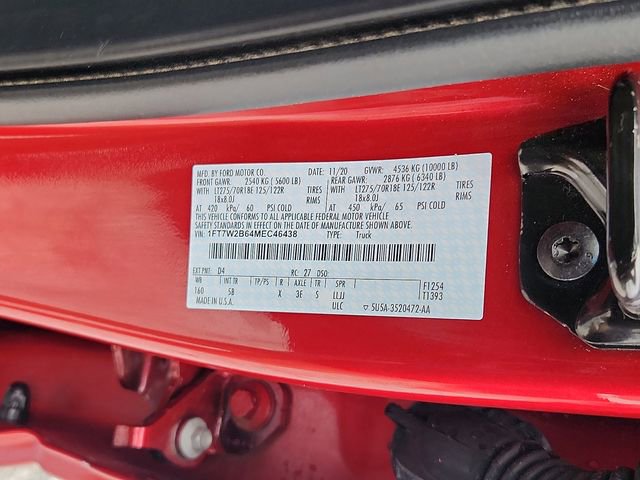 MFD. BY FORD MOTOR CO. DATE: 11/20 GVWR: 4536 KG (10000 LB)
FRONT GAWR: 2540 KG ( 5600 LB) REAR GAWR: 2876 KG ( 6340 LB)
WITH LT275/70R18E 125/122R TIRES WITH LT275/70R18E 125/122R TIRES
18x8.0J RIMS 18x8.0J RIMS
AT 420 kPa/ 60 PSI COLD AT 450 kPa/ 65 PSI COLD
THIS VEHICLE CONFORMS TO ALL APPLICABLE FEDERAL MOTOR VEHICLE
SAFETY STANDARDS IN EFFECT ON THE DATE OF MANUFACTURE SHOWN ABOVE.
VIN: 1FT7W2B64MEC46438 TYPE: Truck
EXT PNT: D4 RC: 27 DSO:
WB INT TR TP/PS R AXLE TR SPR F1254
160 5B X 3E S LLJJ T1393
ULC
MADE IN U.S.A. 5U5A-3520472-AA